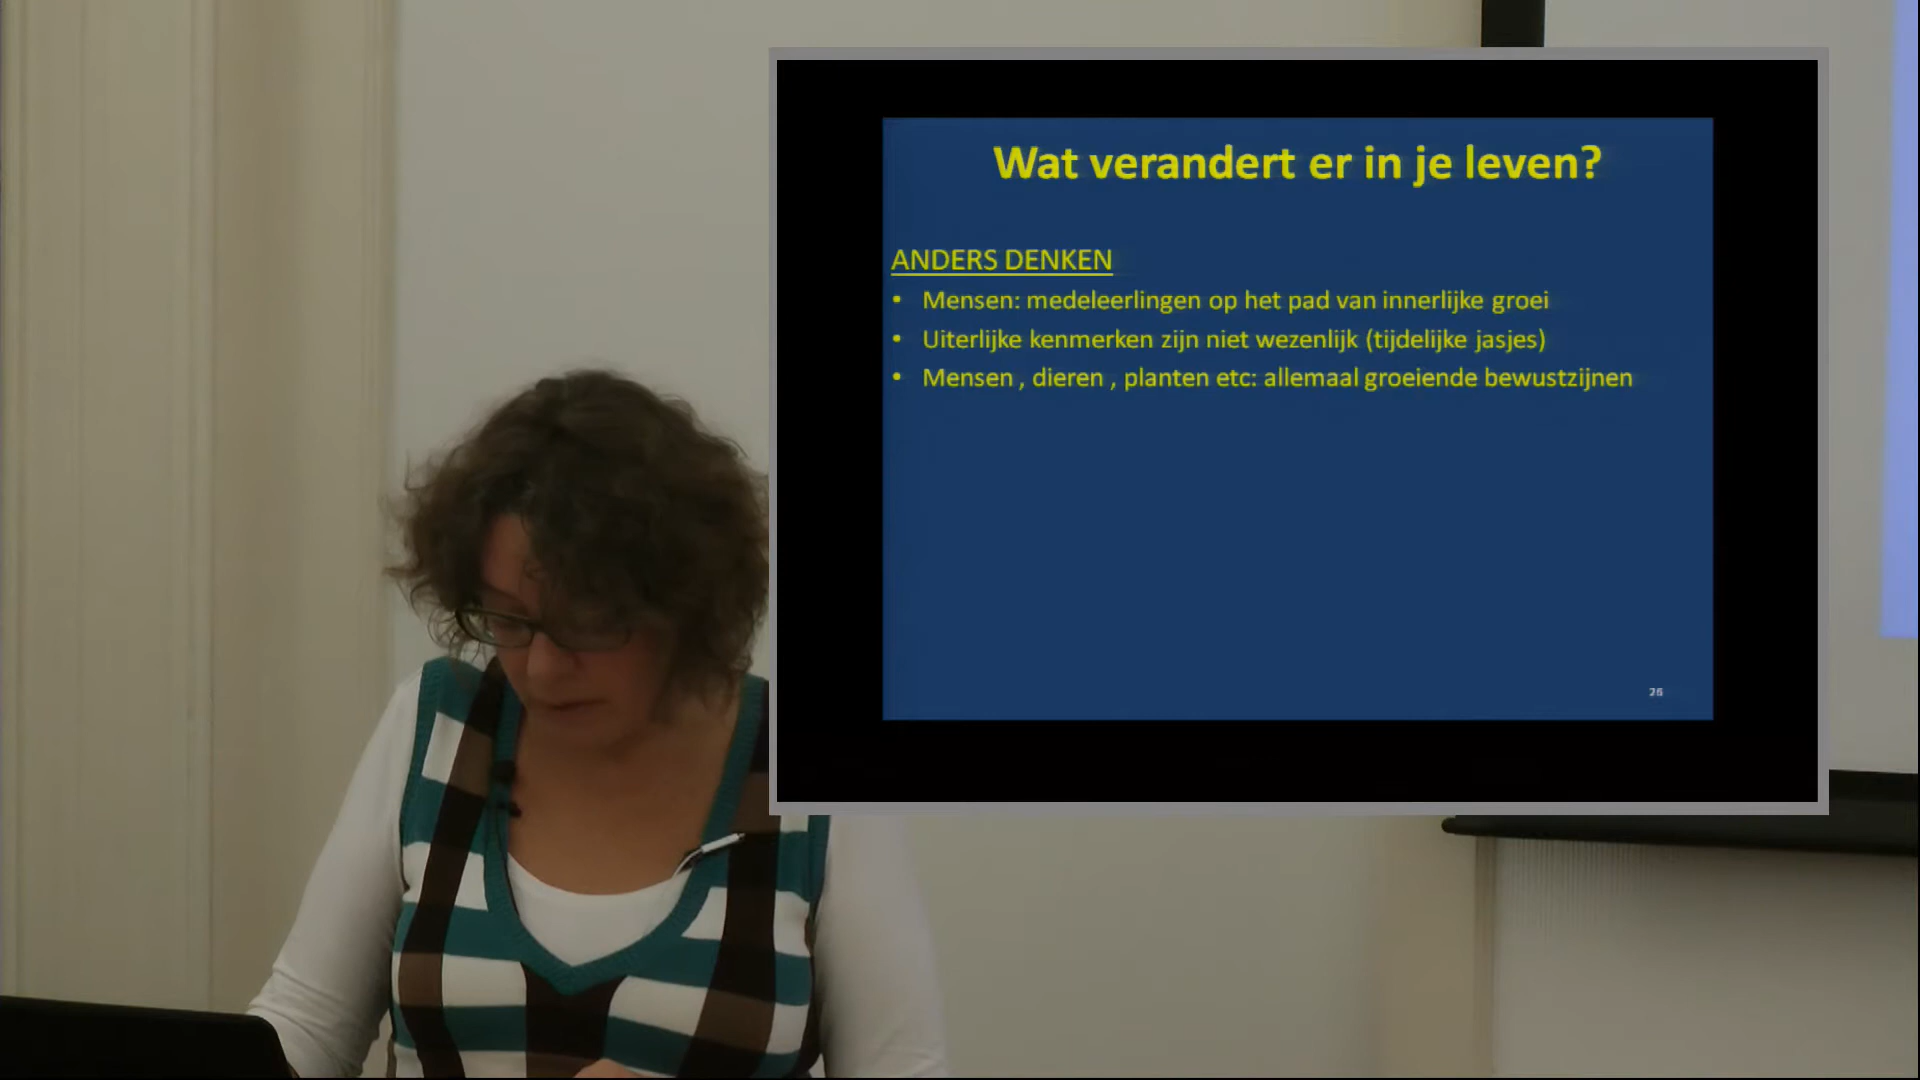 Wat verandert er in je leven?
ANDERS DENKEN
• Mensen: medeleerlingen op het pad van innerlijke groei
• Uiterlijke kenmerken zijn niet wezenlijk (tijdelijke jasjes)
• Mensen , dieren , planten etc: allemaal groeiende bewustzijnen
26